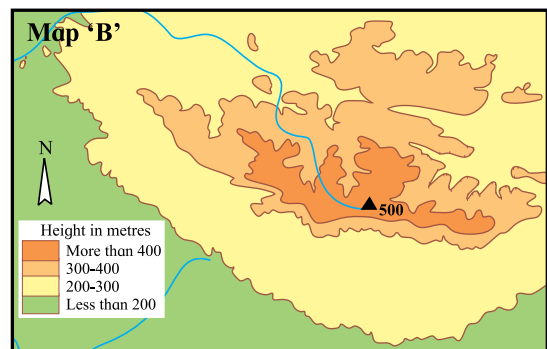 Map ‘B’
N
500
Height in metres
More than 400
300-400
200-300
Less than 200